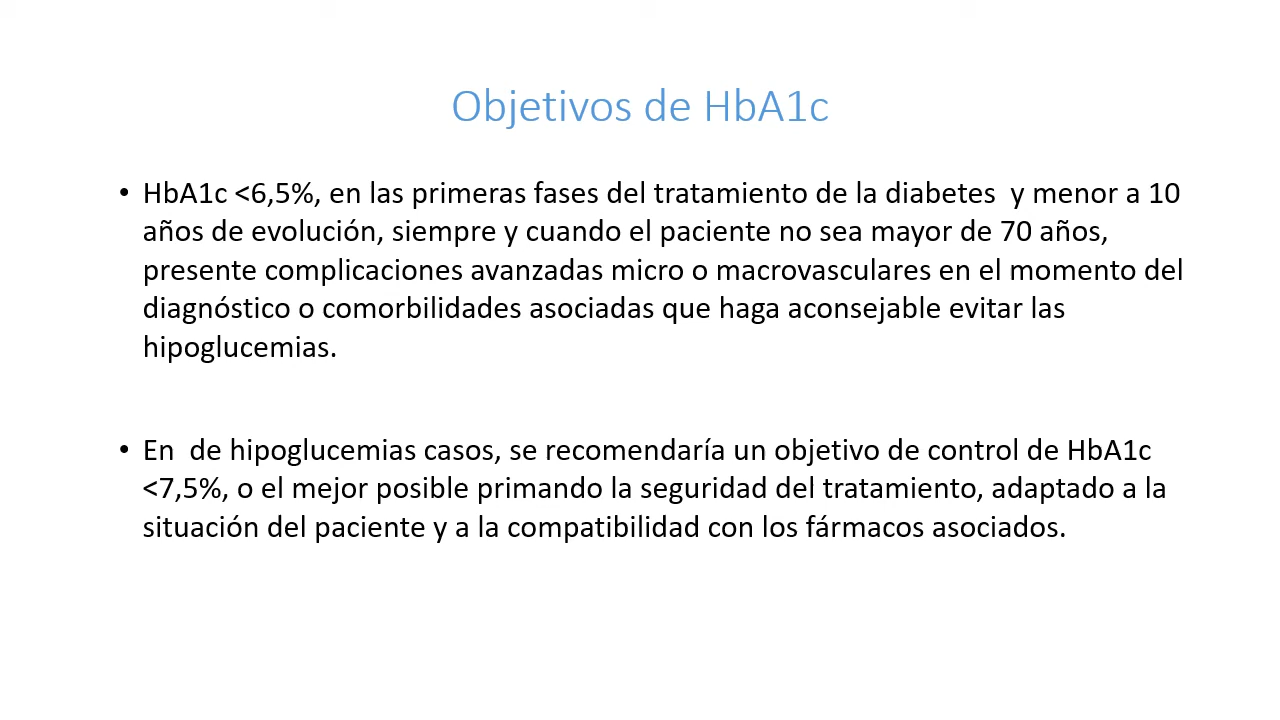 Objetivos de HbA1c
• HbA1c <6,5%, en las primeras fases del tratamiento de la diabetes  y menor a 10
años de evolución, siempre y cuando el paciente no sea mayor de 70 años,
presente complicaciones avanzadas micro o macrovasculares en el momento del
diagnóstico o comorbilidades asociadas que haga aconsejable evitar las
hipoglucemias.
• En  de hipoglucemias casos, se recomendaría un objetivo de control de HbA1c
<7,5%, o el mejor posible primando la seguridad del tratamiento, adaptado a la
situación del paciente y a la compatibilidad con los fármacos asociados.